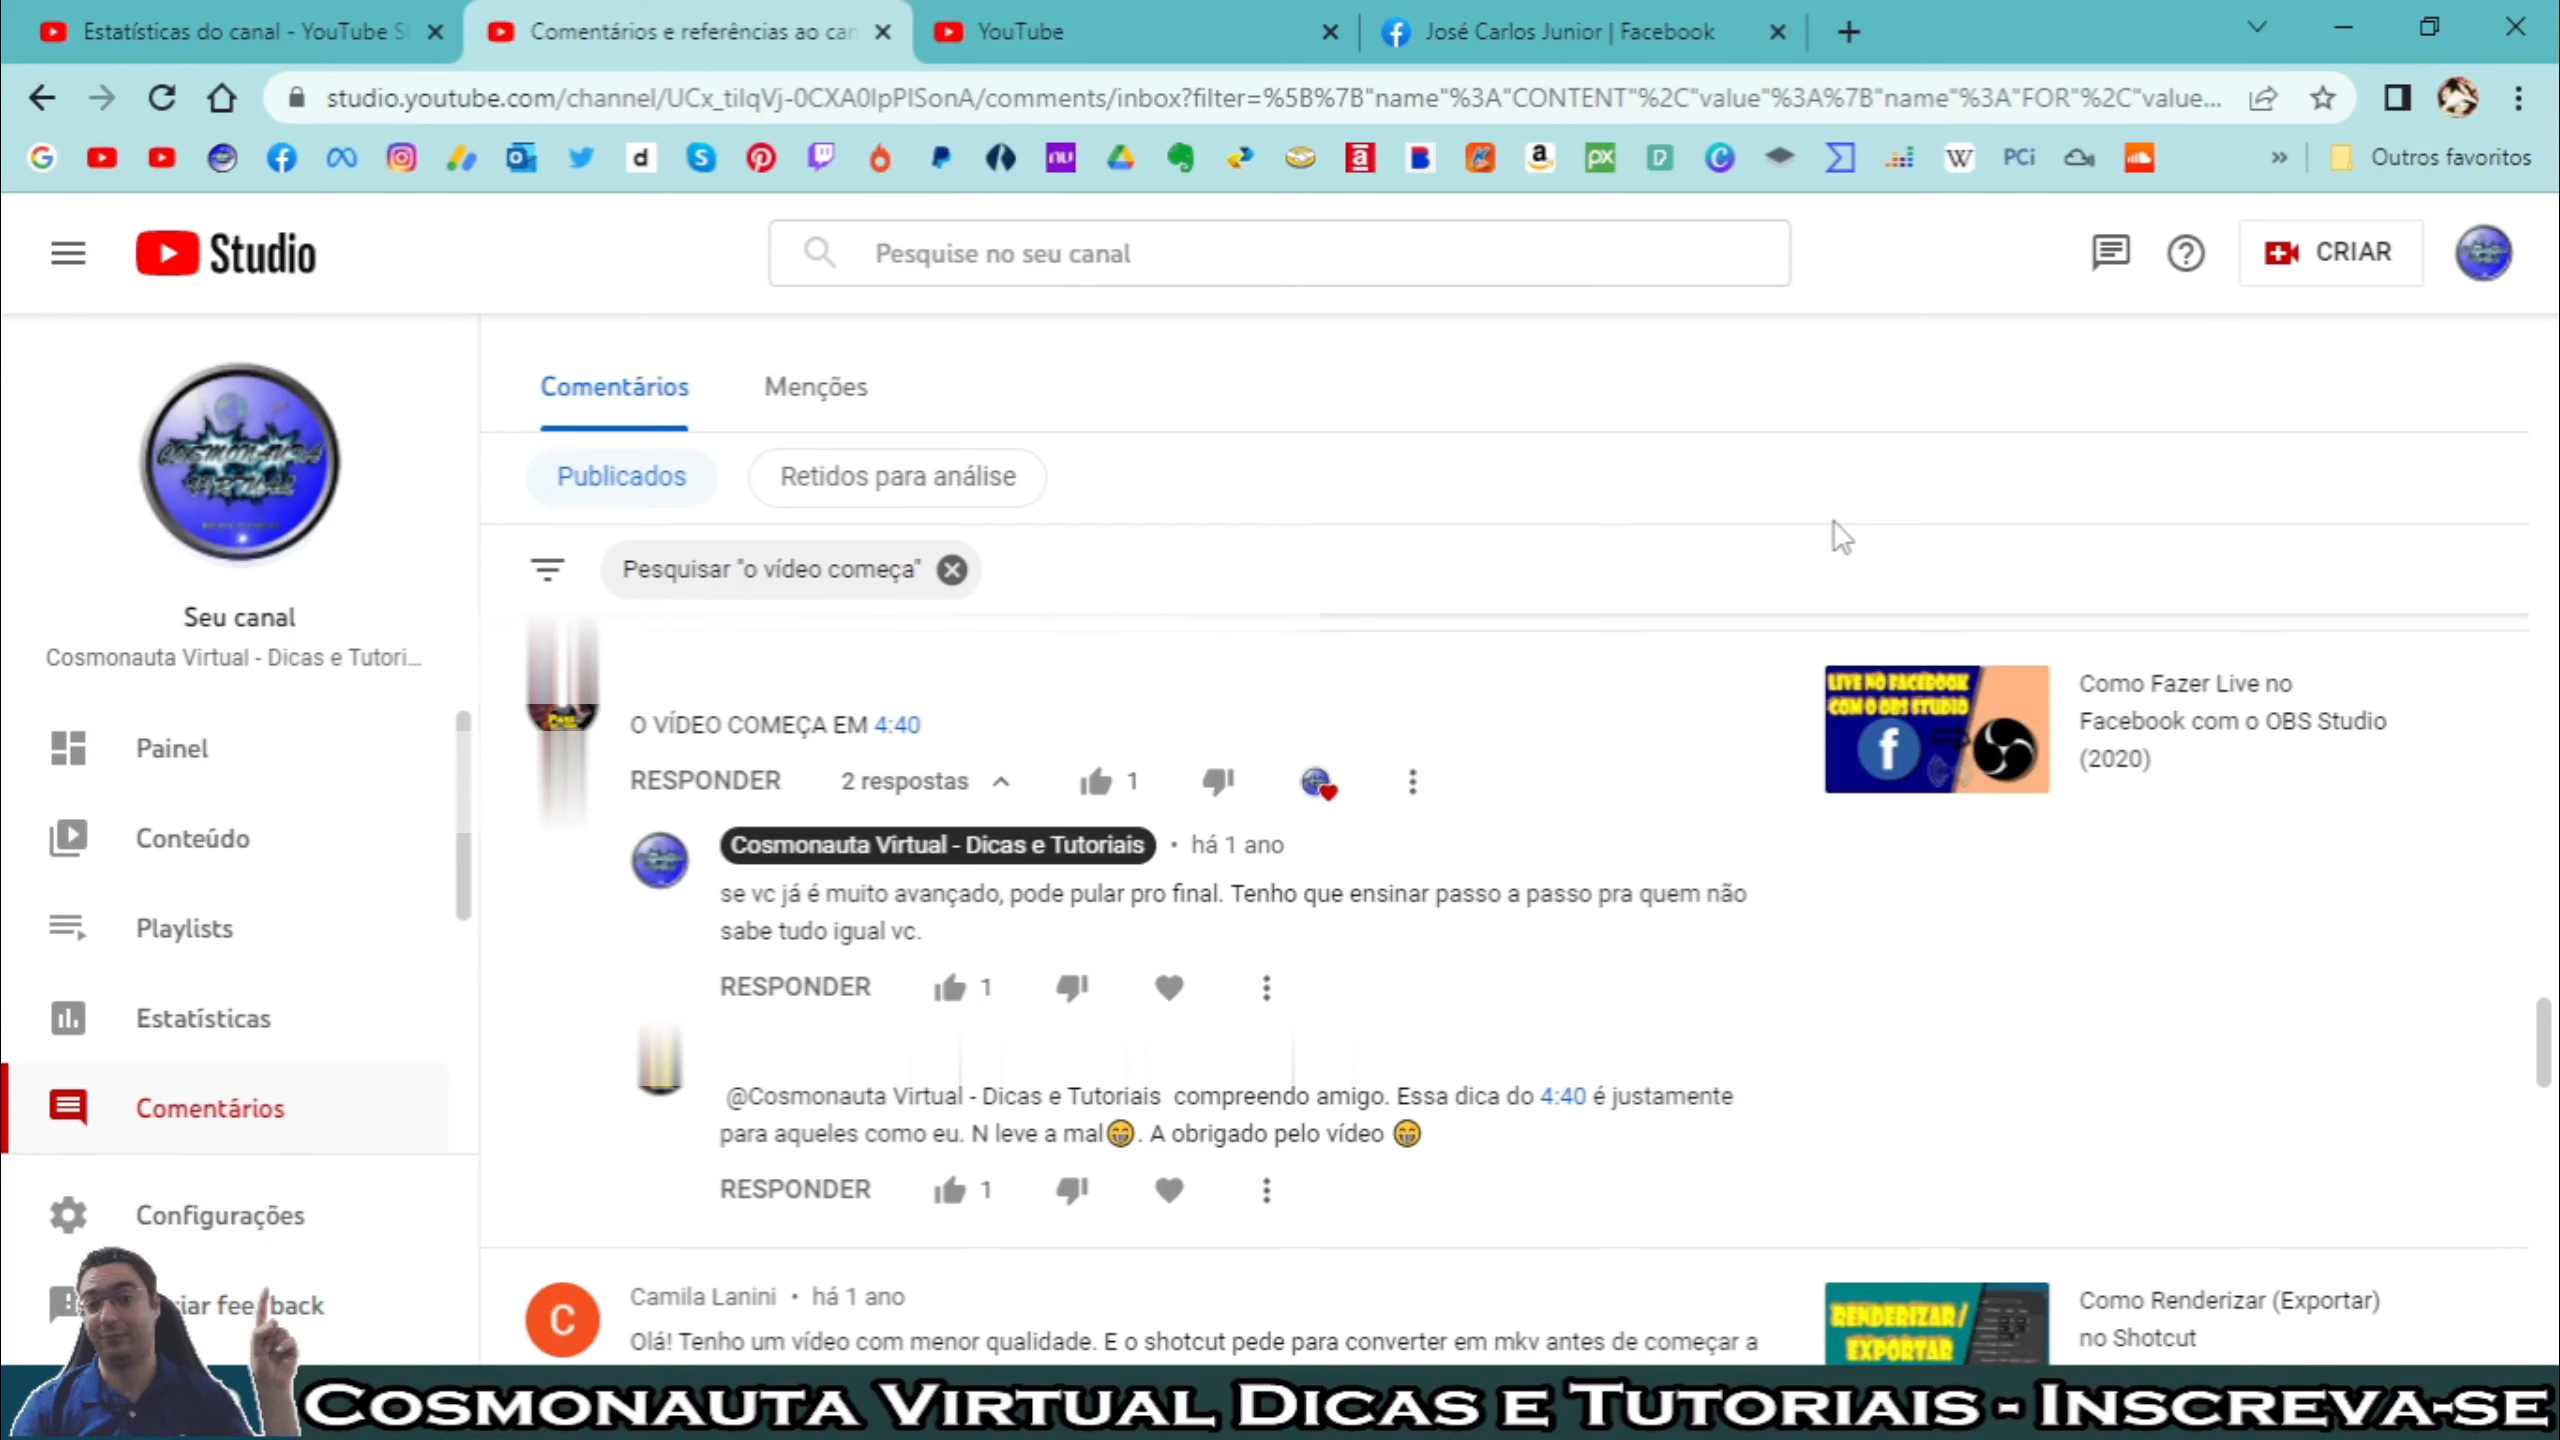 Estatísticas do canal - YouTube S
Comentários e referências ao can
YouTube
José Carlos Junior | Facebook
studio.youtube.com/channel/UCx_tilqVj-0CXA0lpPlSonA/comments/inbox?filter=%5B%7B"name"%3A"CONTENT"%2C"value"%3A%7B"name"%3A"FOR"%2C"value...
Outros favoritos
Studio
Pesquise no seu canal
CRIAR
Seu canal
Cosmonauta Virtual - Dicas e Tutori...
Painel
Conteúdo
Playlists
Estatísticas
Comentários
Configurações
iar feedback
Comentários
Menções
Publicados
Retidos para análise
Pesquisar "o vídeo começa"
O VÍDEO COMEÇA EM 4:40
RESPONDER 2 respostas 1
Cosmonauta Virtual - Dicas e Tutoriais • há 1 ano
se vc já é muito avançado, pode pular pro final. Tenho que ensinar passo a passo pra quem não
sabe tudo igual vc.
RESPONDER 1
@Cosmonauta Virtual - Dicas e Tutoriais compreendo amigo. Essa dica do 4:40 é justamente
para aqueles como eu. N leve a mal😁. A obrigado pelo vídeo 😁
RESPONDER 1
LIVE NO FACEBOOK
COM O OBS STUDIO
Como Fazer Live no
Facebook com o OBS Studio
(2020)
C
Camila Lanini • há 1 ano
Olá! Tenho um vídeo com menor qualidade. E o shotcut pede para converter em mkv antes de começar a
RENDERIZAR/
EXPORTAR
Como Renderizar (Exportar)
no Shotcut
COSMONAUTA VIRTUAL DICAS E TUTORIAIS - INSCREVA-SE